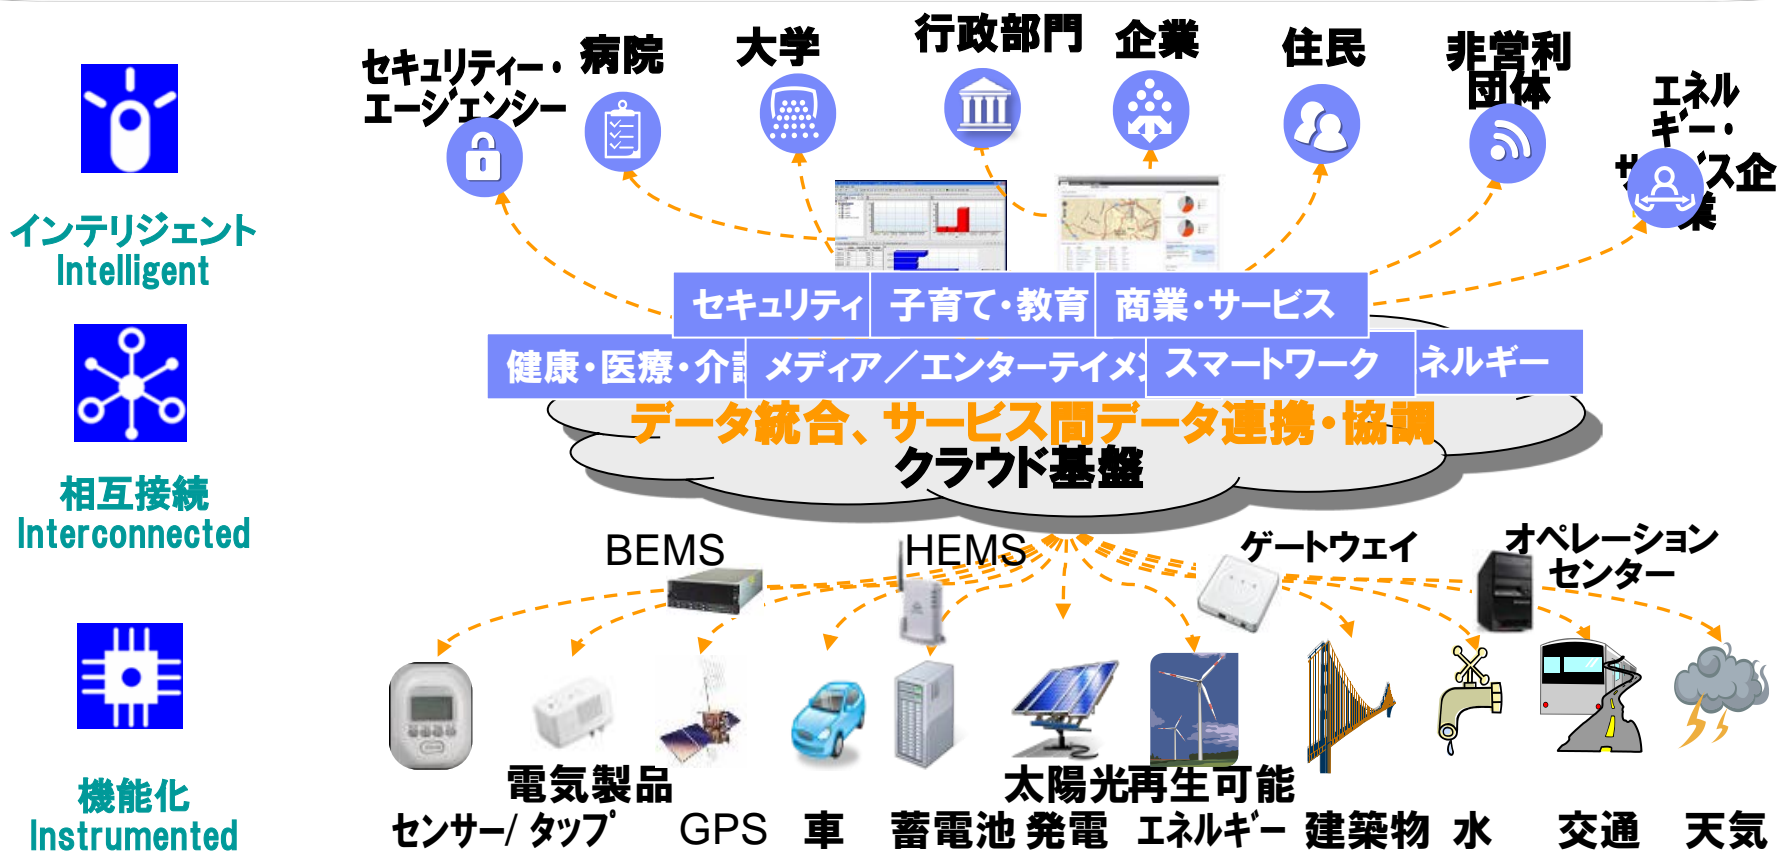 セキュリティー・
エージェンシー
病院
大学
行政部門
企業
住民
非営利
団体
エネル
ギー・
サービス企
業
インテリジェント
Intelligent
セキュリティ
子育て・教育
商業・サービス
健康・医療・介護
メディア／エンターテイメン
スマートワーク
ネルギー
データ統合、サービス間データ連携・協調
クラウド基盤
相互接続
Interconnected
BEMS
HEMS
ゲートウェイ
オペレーション
センター
機能化
Instrumented
センサー/
電気製品
タップ
GPS
車
蓄電池
太陽光
発電
再生可能
エネルギー
建築物
水
交通
天気